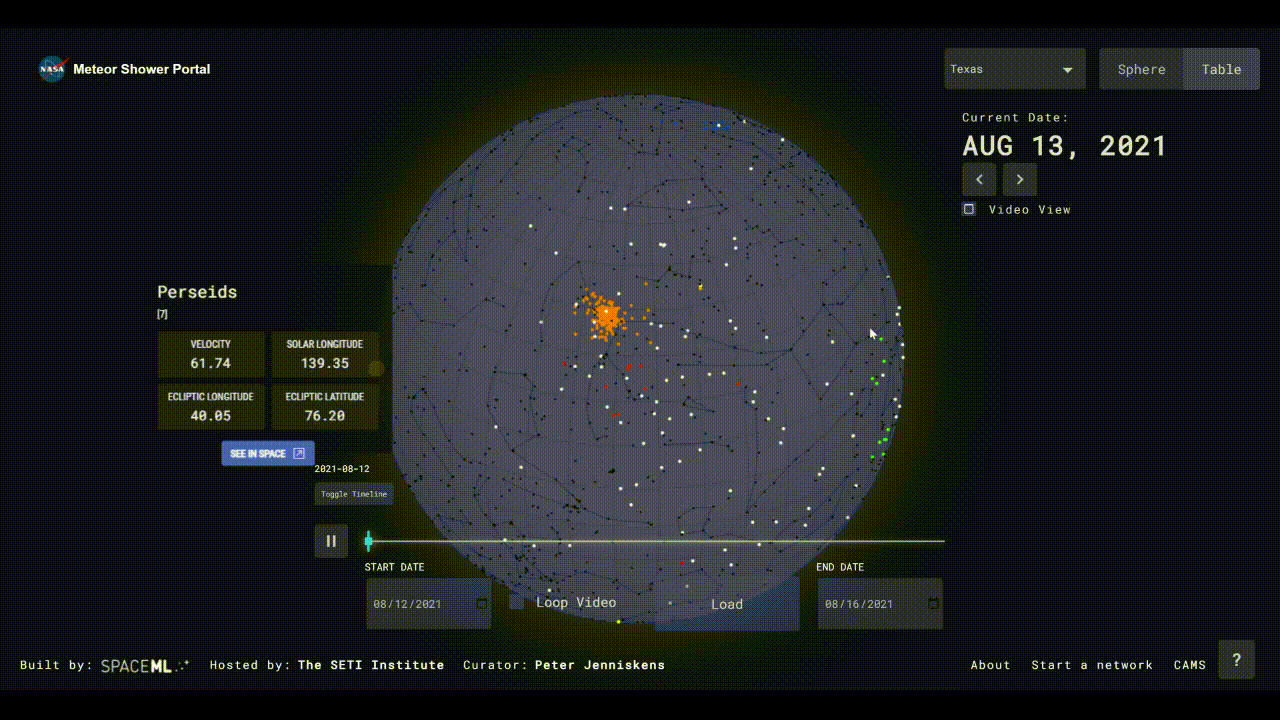 NASA Meteor Shower Portal
Texas
Sphere Table
Current Date:
AUG 13, 2021
< >
Video View
Perseids
[7]
VELOCITY
61.74
SOLAR LONGITUDE
139.35
ECLIPTIC LONGITUDE
40.05
ECLIPTIC LATITUDE
76.20
SEE IN SPACE
2021-08-12
Toggle Timeline
START DATE
08/12/2021
Loop Video
Load
END DATE
08/16/2021
Built by: SPACEML Hosted by: The SETI Institute Curator: Peter Jenniskens
About Start a network CAMS ?